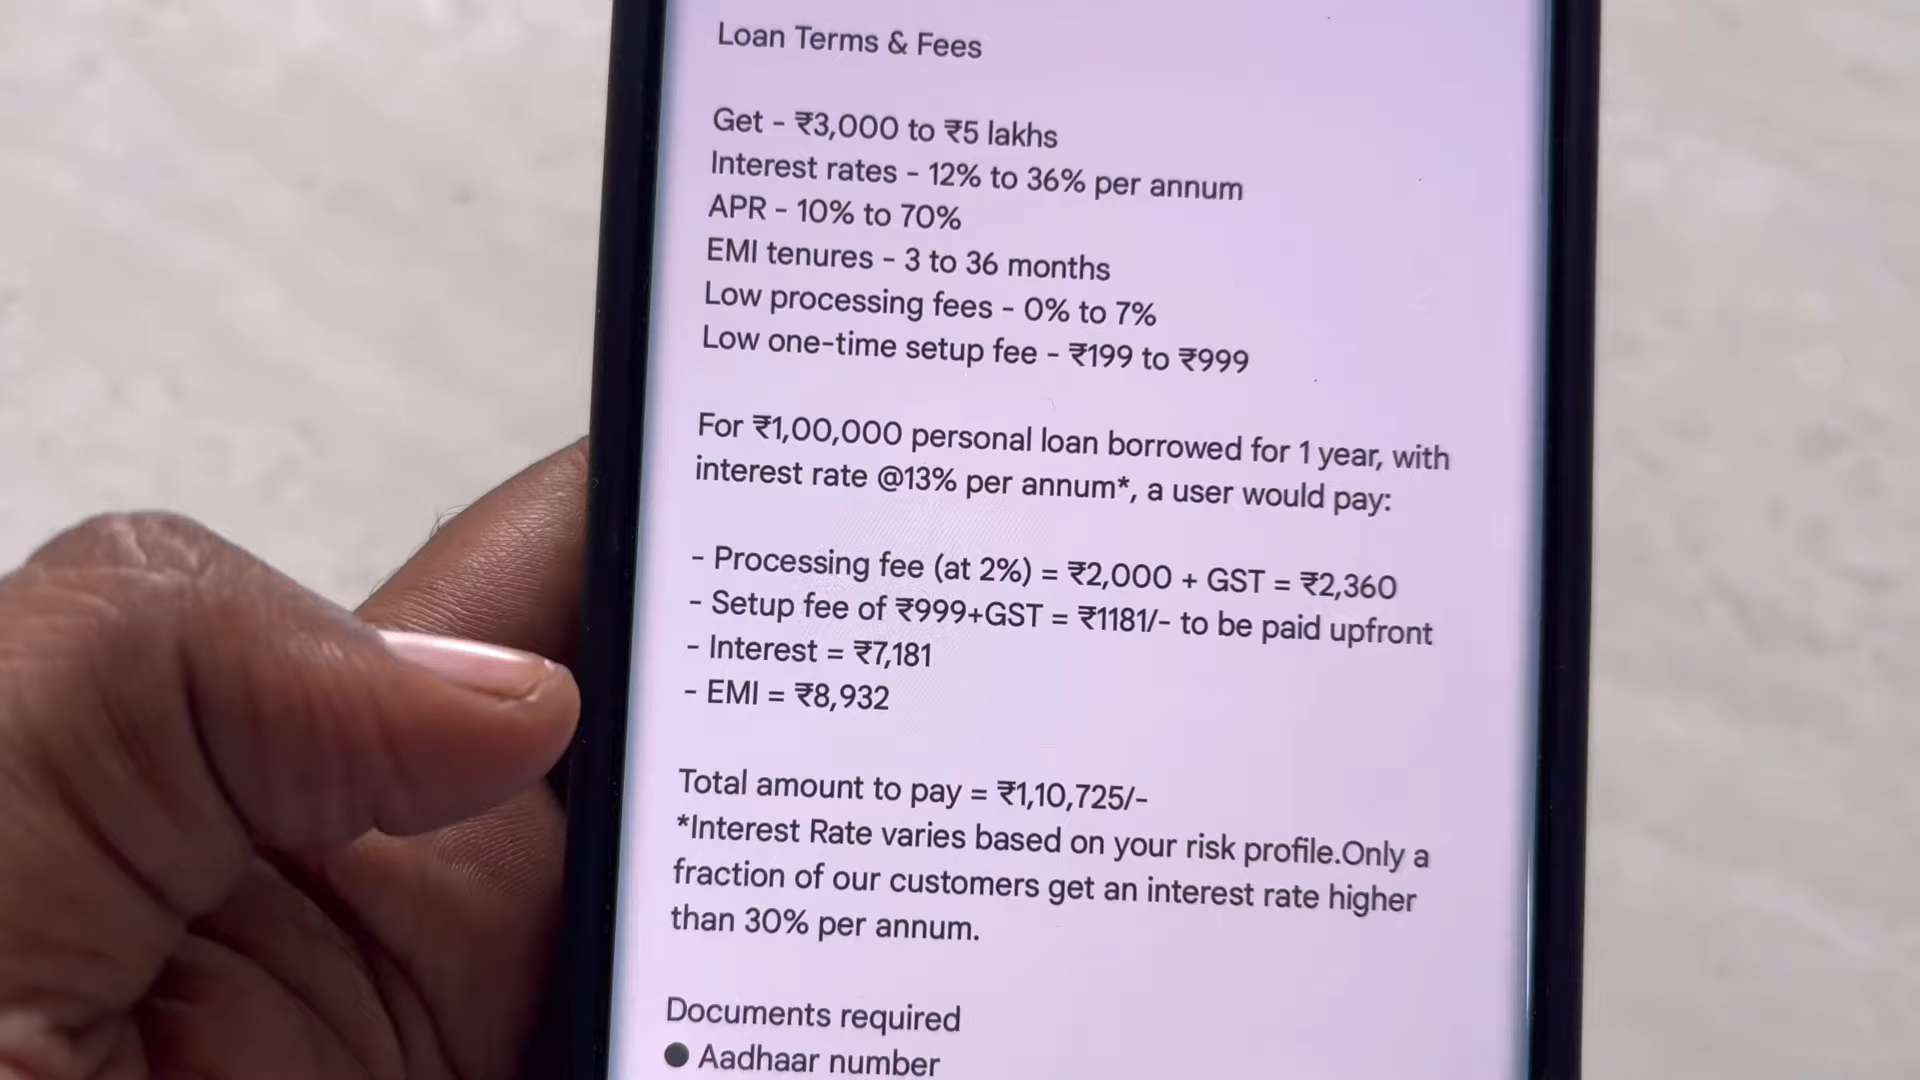 Loan Terms & Fees
Get - ₹3,000 to ₹5 lakhs
Interest rates - 12% to 36% per annum
APR - 10% to 70%
EMI tenures - 3 to 36 months
Low processing fees - 0% to 7%
Low one-time setup fee - ₹199 to ₹999
For ₹1,00,000 personal loan borrowed for 1 year, with
interest rate @13% per annum*, a user would pay:
- Processing fee (at 2%) = ₹2,000 + GST = ₹2,360
- Setup fee of ₹999+GST = ₹1181/- to be paid upfront
- Interest = ₹7,181
- EMI = ₹8,932
Total amount to pay = ₹1,10,725/-
*Interest Rate varies based on your risk profile.Only a
fraction of our customers get an interest rate higher
than 30% per annum.
Documents required
● Aadhaar number